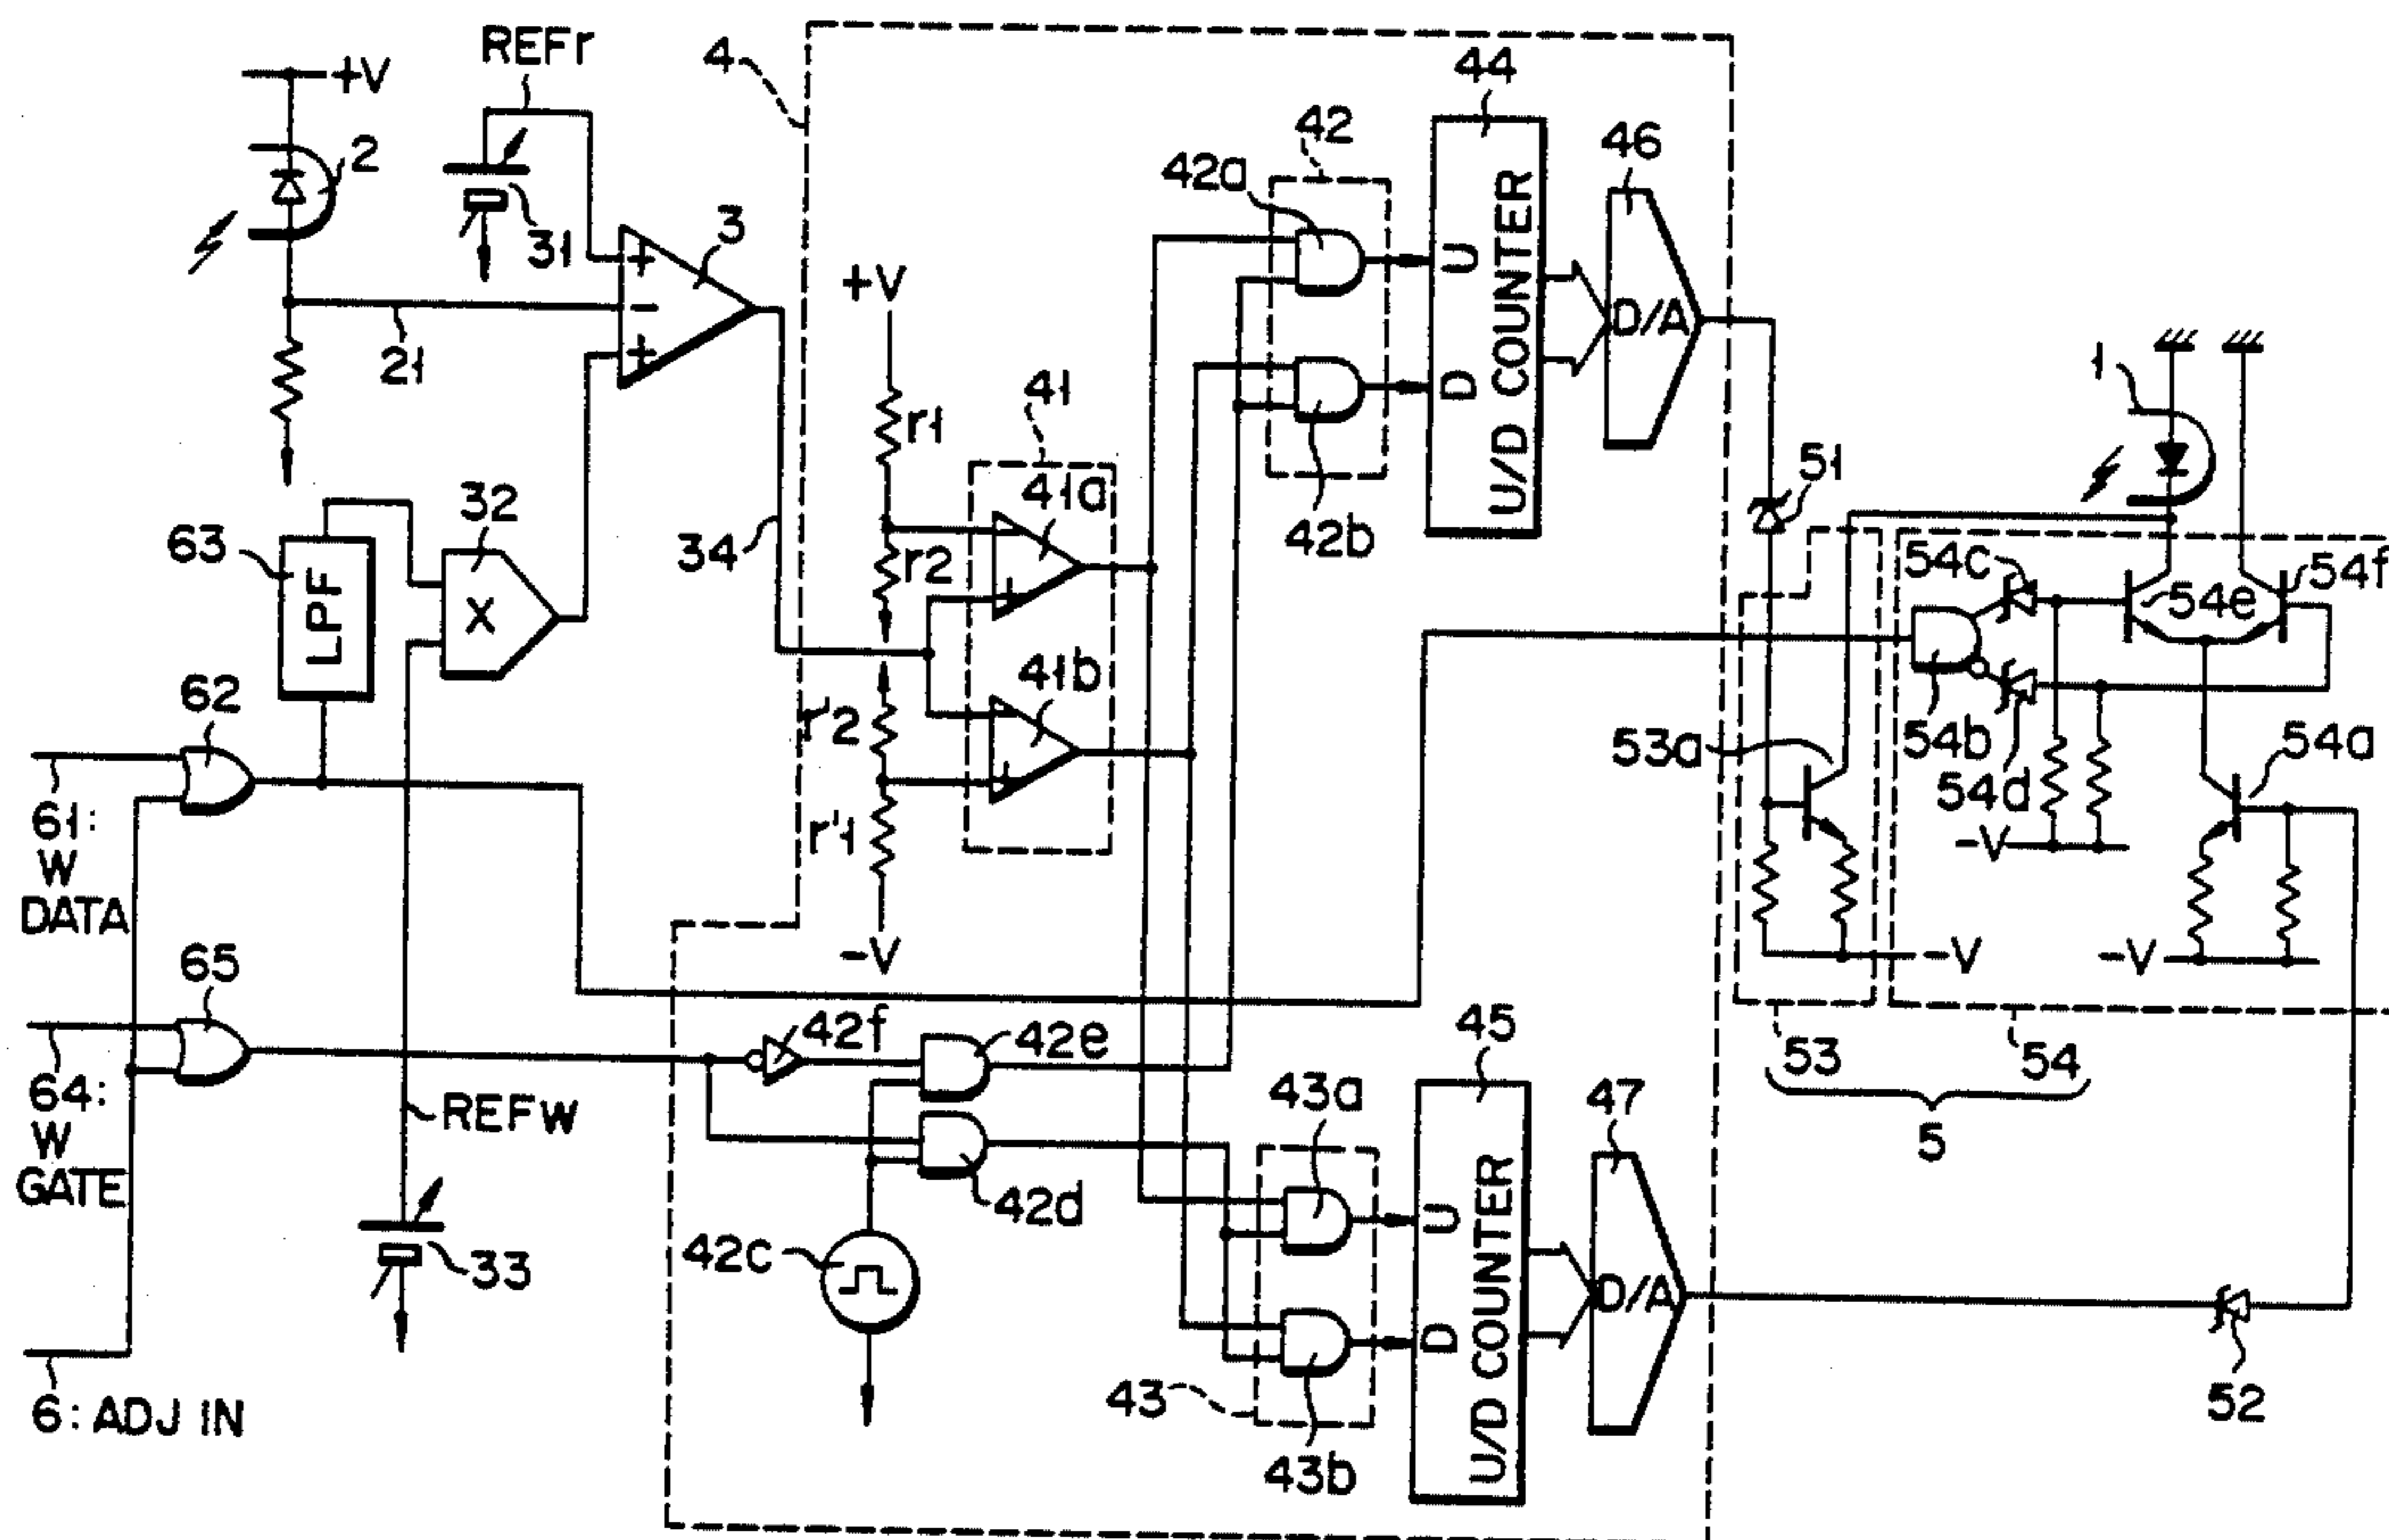 REFr
+V
2
31
3
21
4
44
42
42a
46
U
D
U/D COUNTER
D/A
42b
+V
r1
r2
41
41a
41b
r'2
r'1
-V
34
32
X
63
LPF
62
61:
W
DATA
65
64:
W
GATE
REFW
33
6: ADJ IN
42f
42e
42d
42c
43a
43
43b
45
U
D
U/D COUNTER
47
D/A
1
51
54c
54e
54f
54b
54d
54a
53a
-V
-V
-V
53
54
5
52